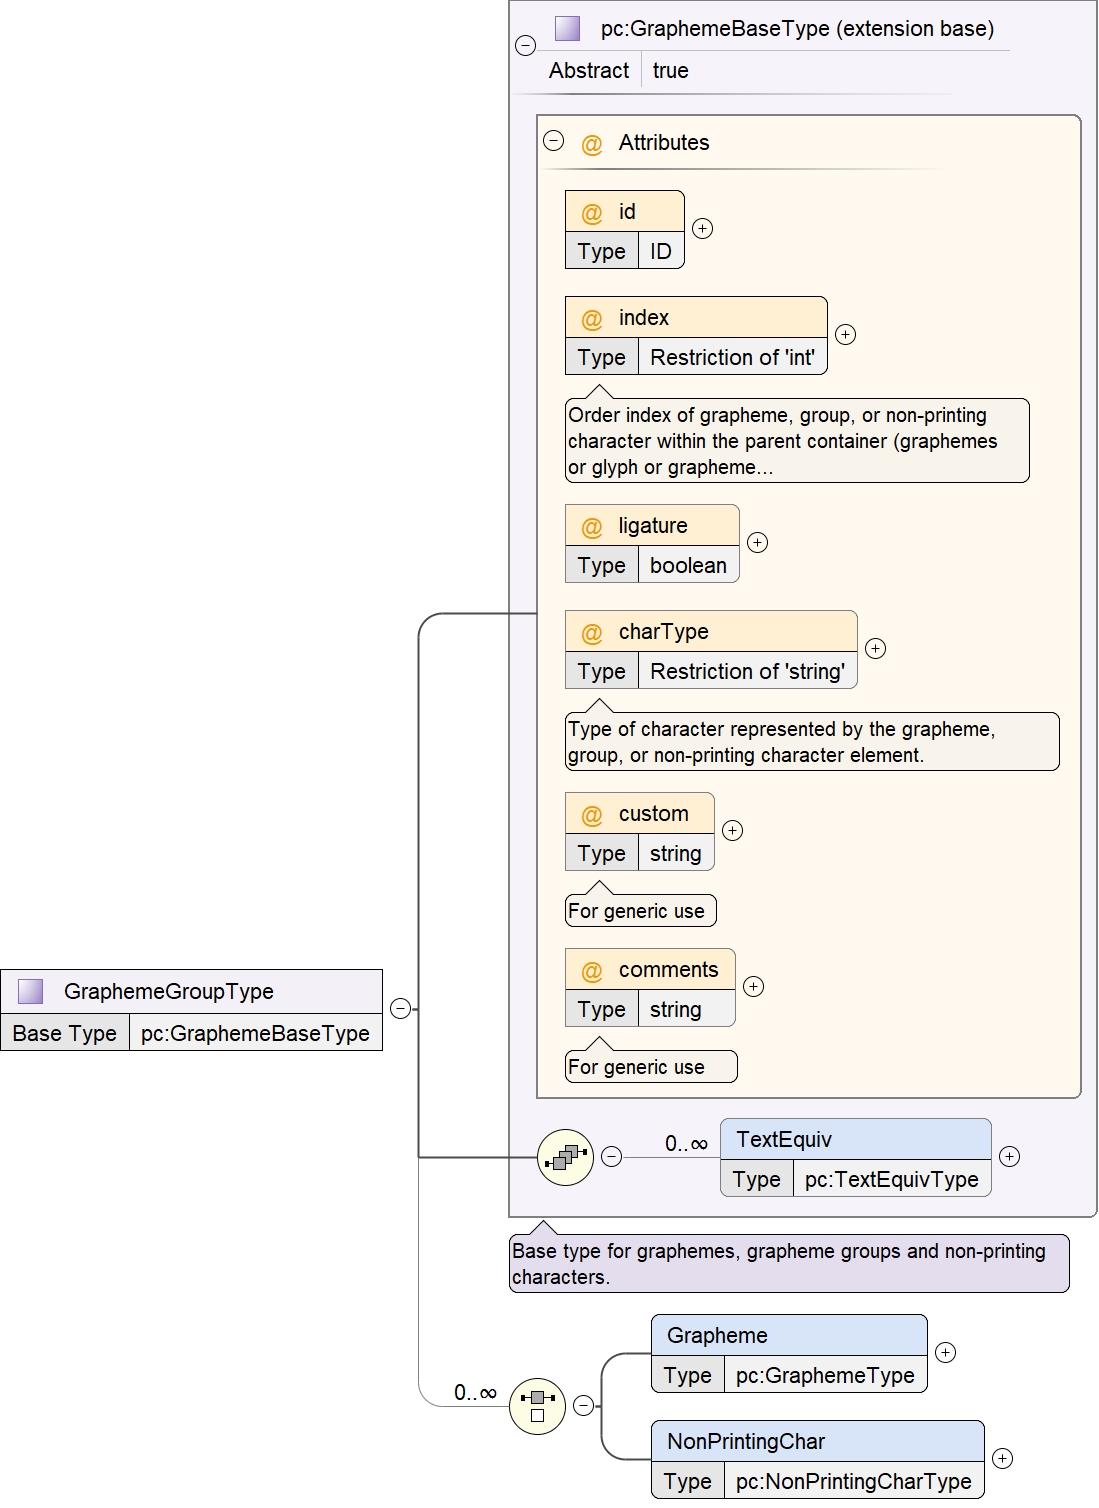 pc:GraphemeBaseType (extension base)
Abstract true
@ Attributes
@ id
Type ID
@ index
Type Restriction of 'int'
Order index of grapheme, group, or non-printing
character within the parent container (graphemes
or glyph or grapheme...
@ ligature
Type boolean
@ charType
Type Restriction of 'string'
Type of character represented by the grapheme,
group, or non-printing character element.
@ custom
Type string
For generic use
@ comments
Type string
For generic use
GraphemeGroupType
Base Type pc:GraphemeBaseType
0..∞
TextEquiv
Type pc:TextEquivType
Base type for graphemes, grapheme groups and non-printing
characters.
0..∞
Grapheme
Type pc:GraphemeType
NonPrintingChar
Type pc:NonPrintingCharType